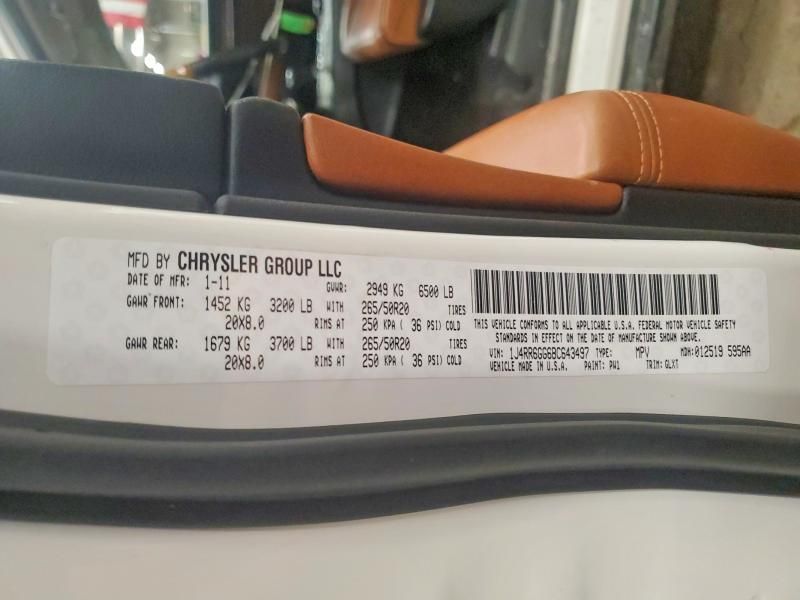 MFD BY CHRYSLER GROUP LLC
DATE OF MFR: 1-11 GVWR: 2949 KG 6500 LB
GAWR FRONT: 1452 KG 3200 LB WITH 265/50R20 TIRES
20X8.0 RIMS AT 250 KPA ( 36 PSI) COLD
GAWR REAR: 1679 KG 3700 LB WITH 265/50R20 TIRES
20X8.0 RIMS AT 250 KPA ( 36 PSI) COLD
THIS VEHICLE CONFORMS TO ALL APPLICABLE U.S.A. FEDERAL MOTOR VEHICLE SAFETY
STANDARDS IN EFFECT ON THE DATE OF MANUFACTURE SHOWN ABOVE.
VIN: 1J4RR6GG6BC643497 TYPE: MPV MDH: 012519 595AA
VEHICLE MADE IN U.S.A. PAINT: PW1 TRIM: GLXT